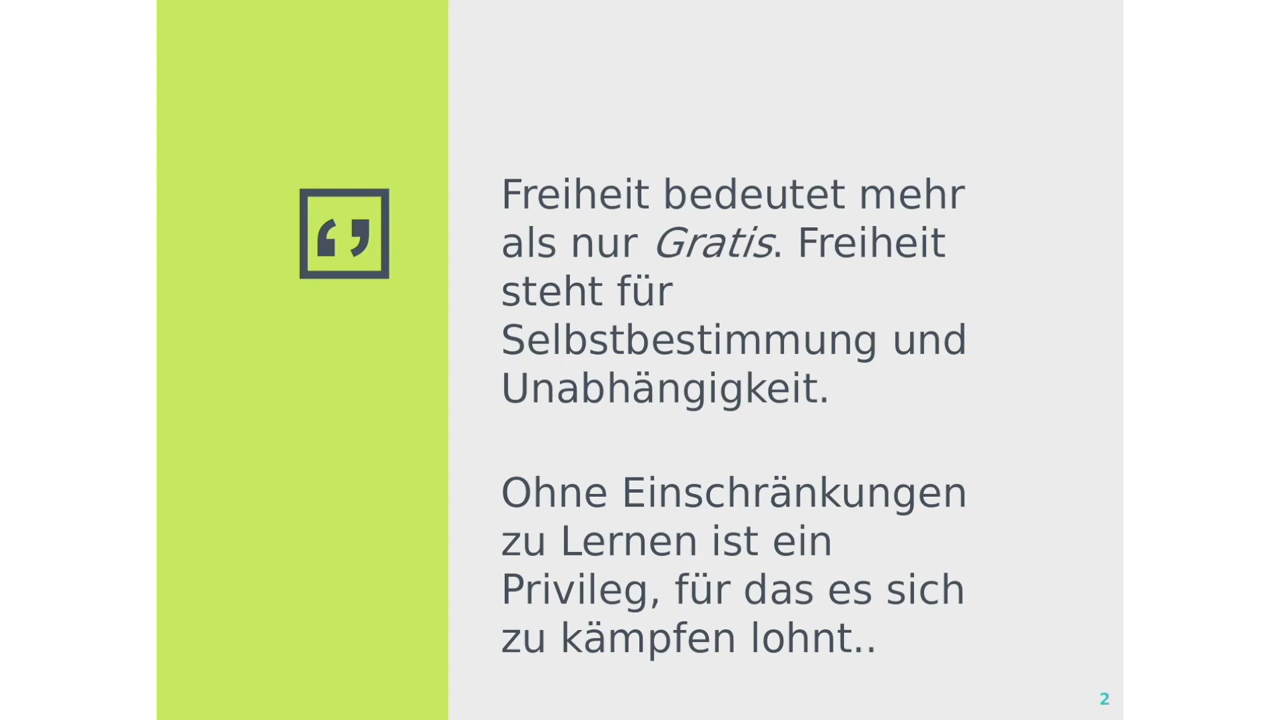 Freiheit bedeutet mehr
als nur Gratis. Freiheit
steht für
Selbstbestimmung und
Unabhängigkeit.
Ohne Einschränkungen
zu Lernen ist ein
Privileg, für das es sich
zu kämpfen lohnt..
2